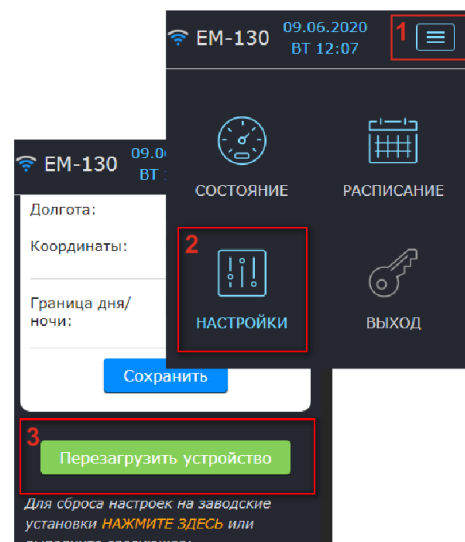 EM-130 09.06.2020
ВТ 12:07
1
СОСТОЯНИЕ РАСПИСАНИЕ
2
НАСТРОЙКИ ВЫХОД
EM-130
ВТ
Долгота:
Координаты:
Граница дня/
ночи:
Сохранить
3
Перезагрузить устройство
Для сброса настроек на заводские
установки НАЖМИТЕ ЗДЕСЬ или